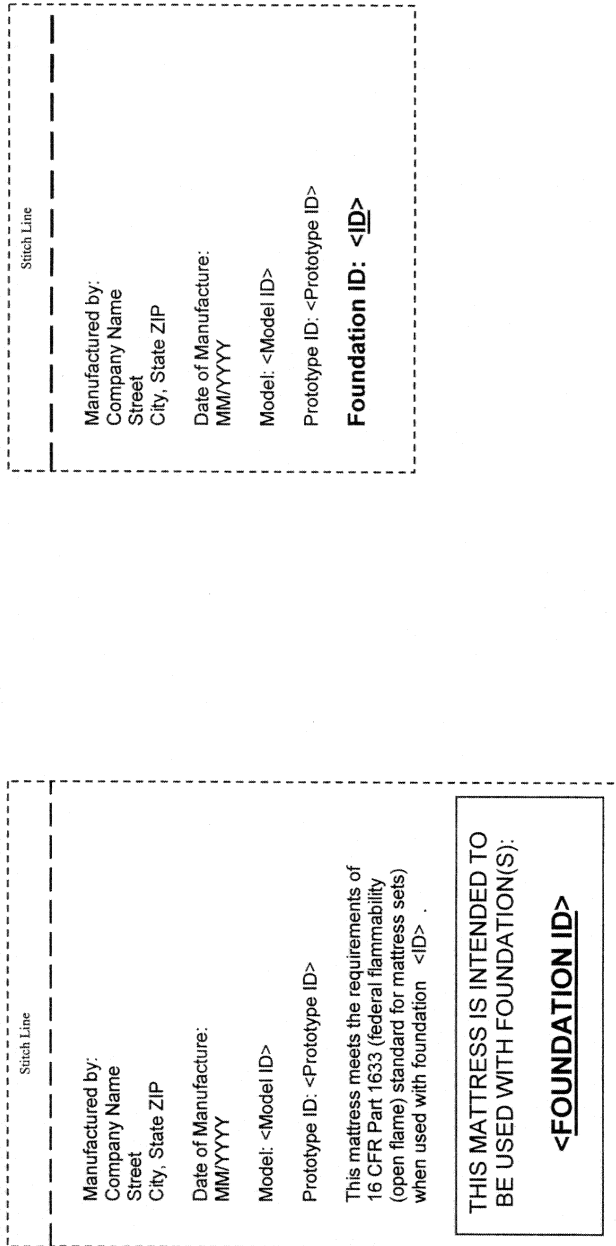 Stitch Line
Manufactured by:
Company Name
Street
City, State ZIP
Date of Manufacture:
MM/YYYY
Model: <Model ID>
Prototype ID: <Prototype ID>
This mattress meets the requirements of
16 CFR Part 1633 (federal flammability
(open flame) standard for mattress sets)
when used with foundation <ID> .
THIS MATTRESS IS INTENDED TO
BE USED WITH FOUNDATION(S):
<FOUNDATION ID>
Stitch Line
Manufactured by:
Company Name
Street
City, State ZIP
Date of Manufacture:
MM/YYYY
Model: <Model ID>
Prototype ID: <Prototype ID>
Foundation ID: <ID>